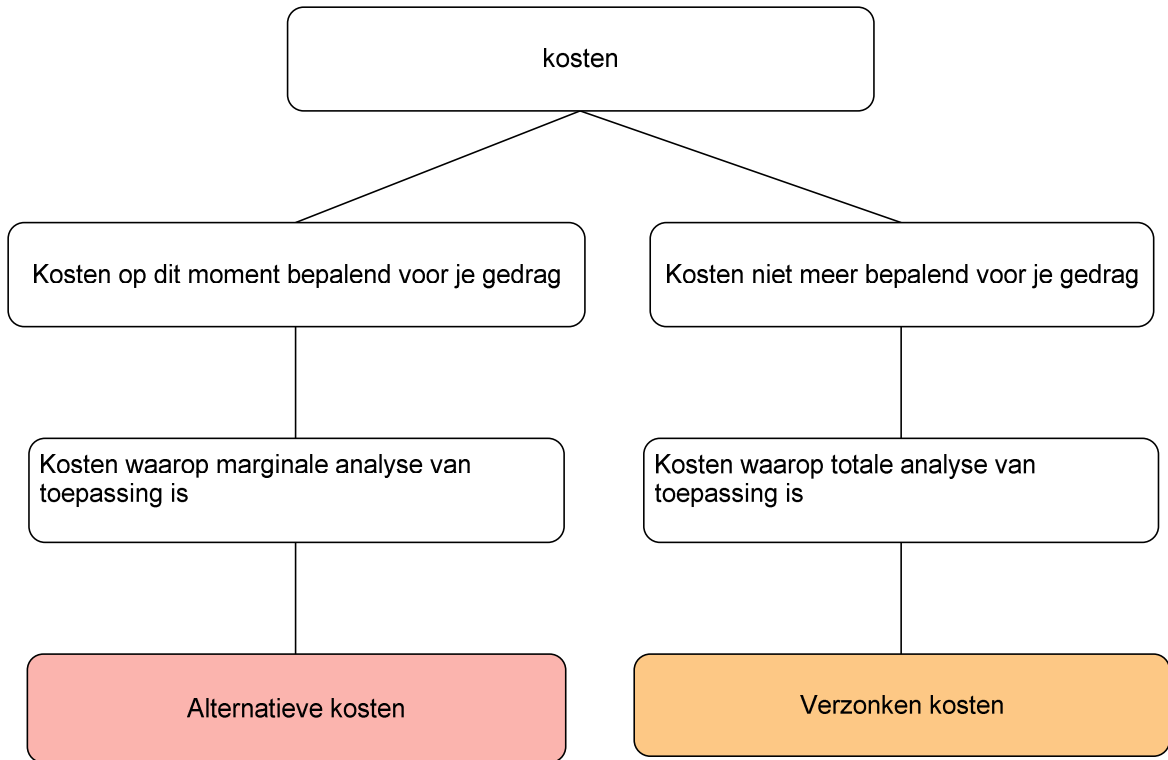 kosten
Kosten op dit moment bepalend voor je gedrag
Kosten niet meer bepalend voor je gedrag
Kosten waarop marginale analyse van
toepassing is
Kosten waarop totale analyse van
toepassing is
Alternatieve kosten
Verzonken kosten